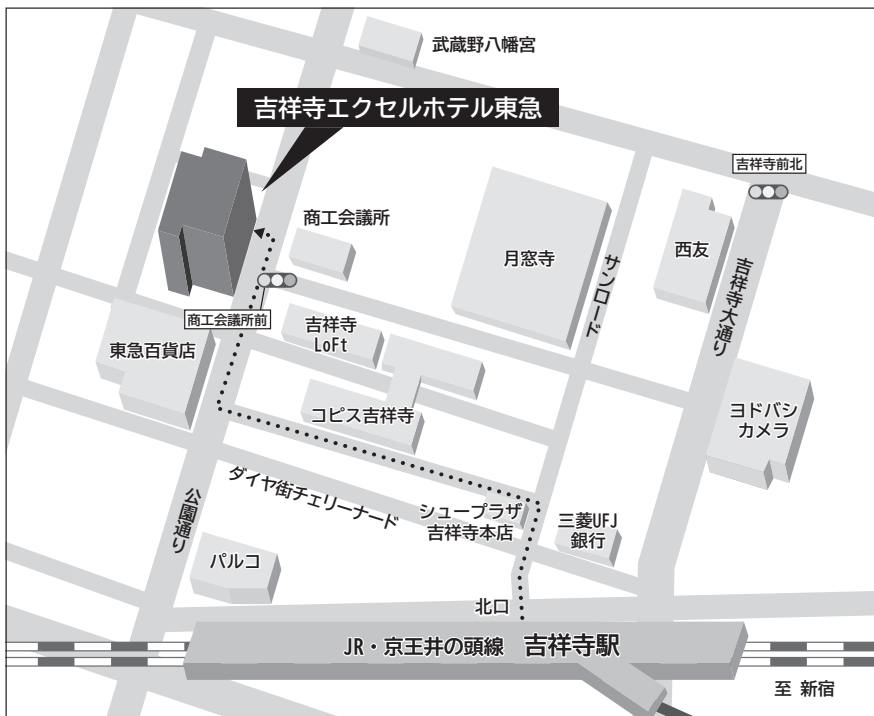 武蔵野八幡宮
吉祥寺エクセルホテル東急
吉祥寺前北
商工会議所
月窓寺
西友
サンロード
吉祥寺大通り
商工会議所前
吉祥寺
LoFt
東急百貨店
コピス吉祥寺
ヨドバシ
カメラ
ダイヤ街チェリーナード
公園通り
シュープラザ
吉祥寺本店
三菱UFJ
銀行
パルコ
北口
JR・京王井の頭線 吉祥寺駅
至 新宿